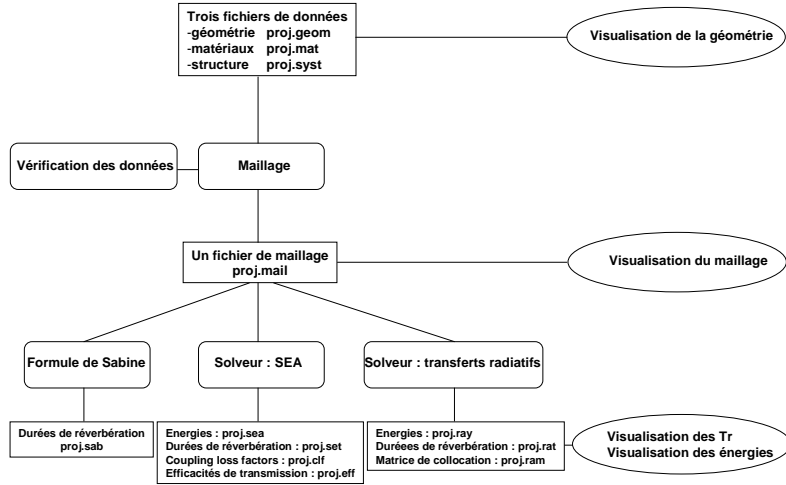 Trois fichiers de données
-géométrie proj.geom
-matériaux proj.mat
-structure proj.syst
Visualisation de la géométrie
Vérification des données
Maillage
Un fichier de maillage
proj.mail
Visualisation du maillage
Formule de Sabine
Solveur : SEA
Solveur : transferts radiatifs
Durées de réverbération
proj.sab
Energies : proj.sea
Durées de réverbération : proj.set
Coupling loss factors : proj.clf
Efficacités de transmission : proj.eff
Energies : proj.ray
Duréees de réverbération : proj.rat
Matrice de collocation : proj.ram
Visualisation des Tr
Visualisation des énergies